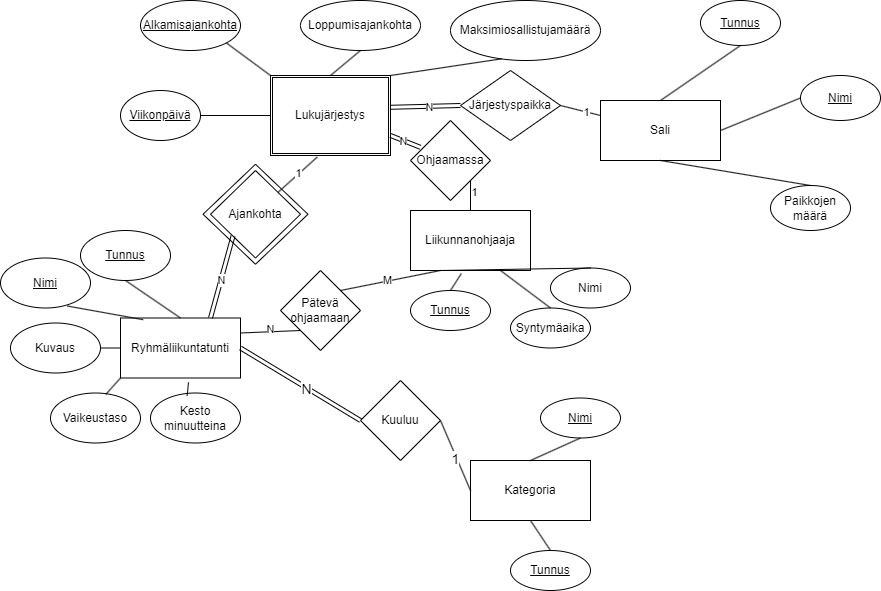 Alkamisajankohta
Loppumisajankohta
Maksimiosallistujamäärä
Tunnus
Viikonpäivä
Lukujärjestys
N
Järjestyspaikka
1
Sali
Nimi
N
Ohjaamassa
1
1
Ajankohta
Paikkojen
määrä
Liikunnanohjaaja
Tunnus
Nimi
N
M
Nimi
Pätevä
ohjaamaan
Tunnus
Syntymäaika
Kuvaus
Ryhmäliikuntatunti
N
Vaikeustaso
Kesto
minuutteina
N
Kuuluu
Nimi
1
Kategoria
Tunnus